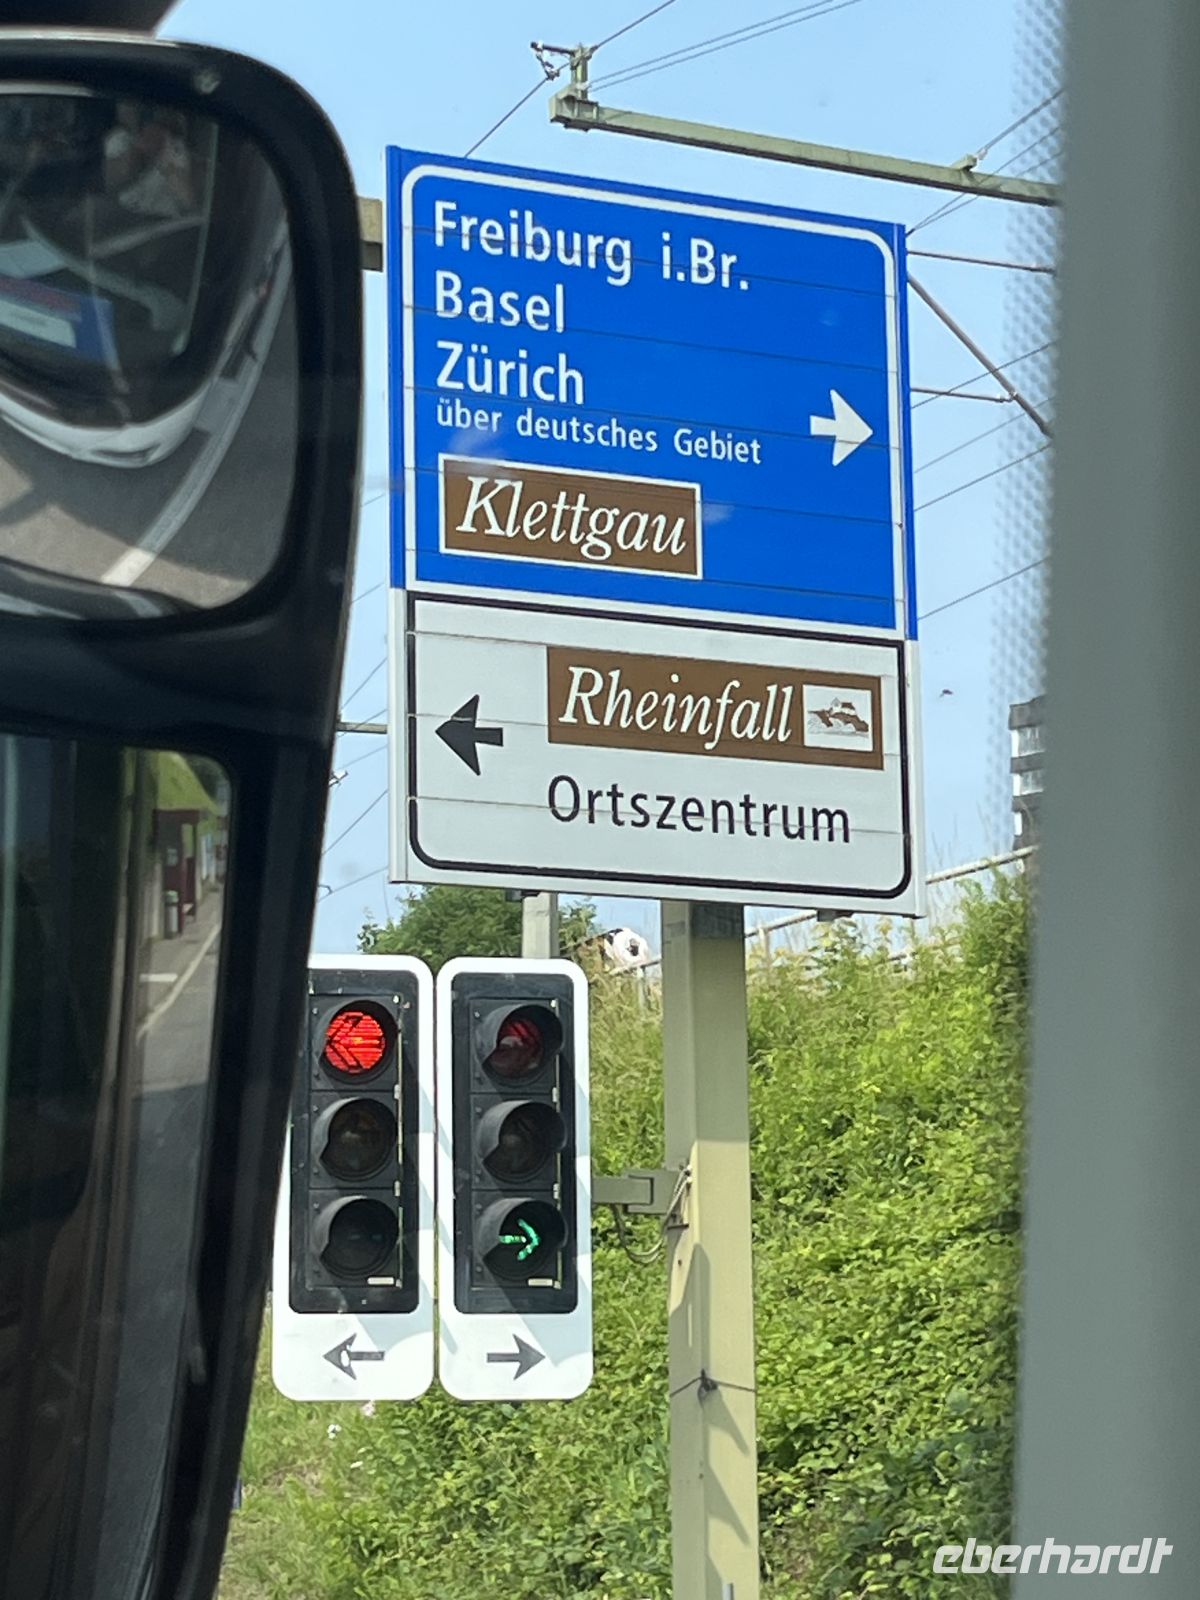 Freiburg i.Br.
Basel
Zürich
über deutsches Gebiet
Klettgau
Rheinfall
Ortszentrum
eberhardt